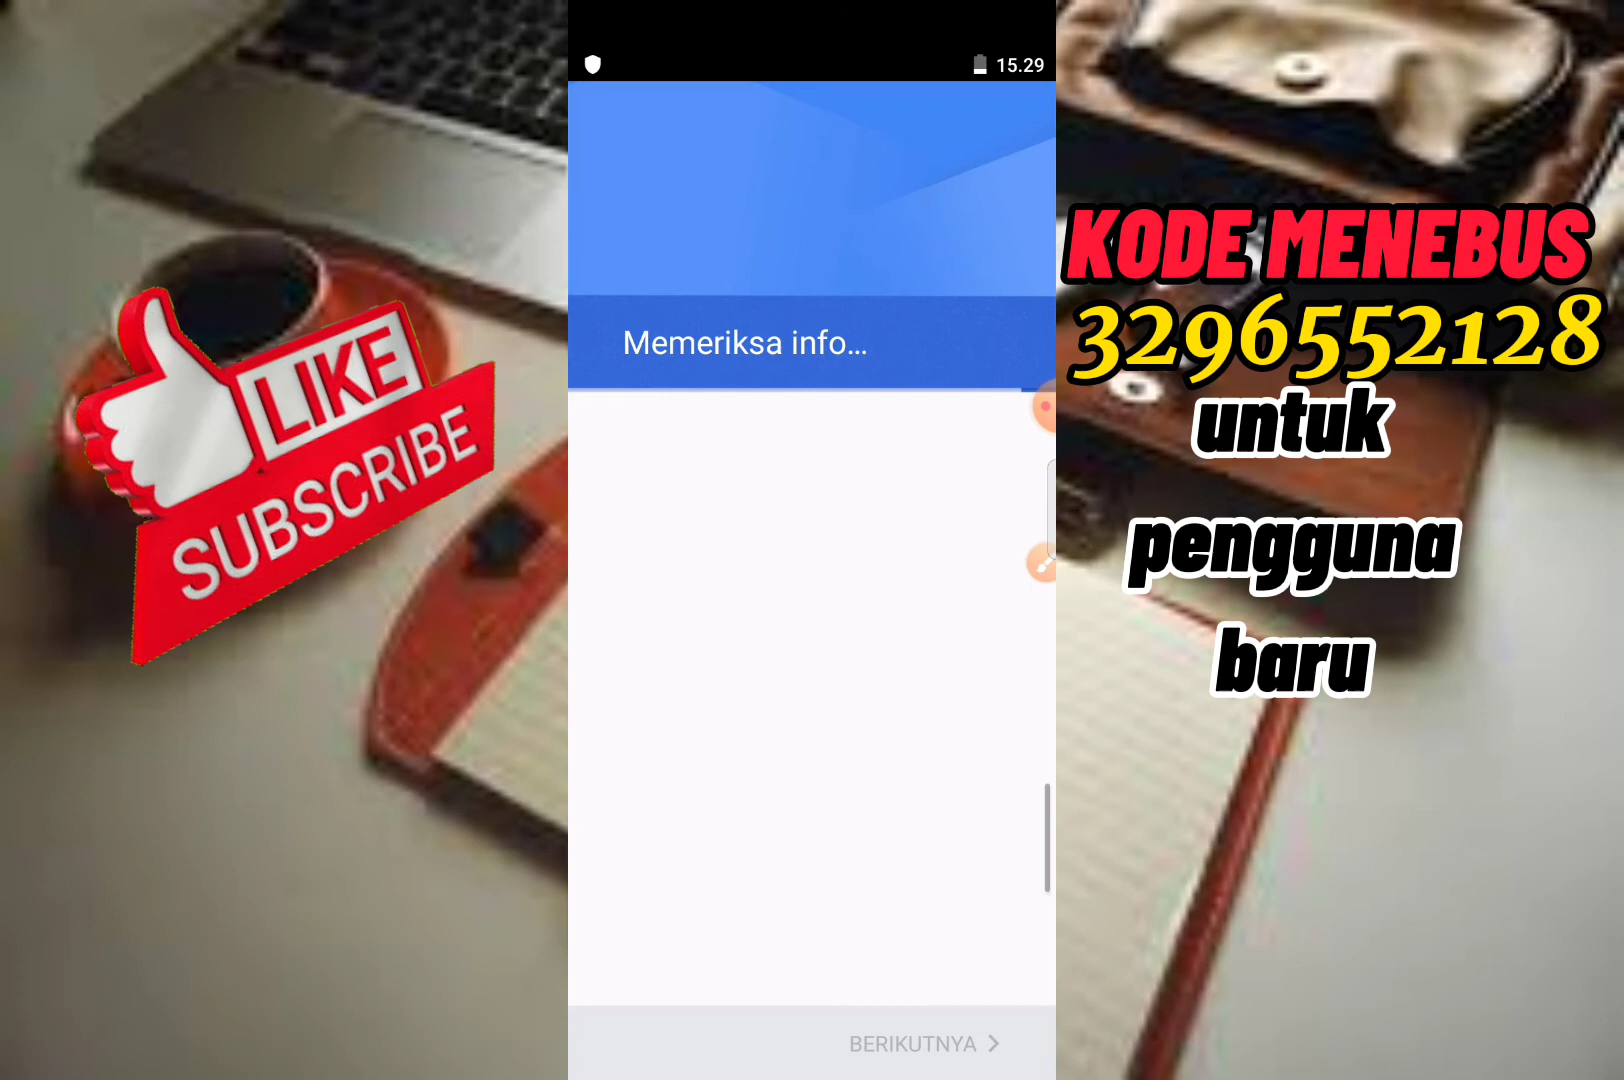 LIKE
SUBSCRIBE
15.29
Memeriksa info...
BERIKUTNYA
KODE MENEBUS
3296552128
untuk
pengguna
baru